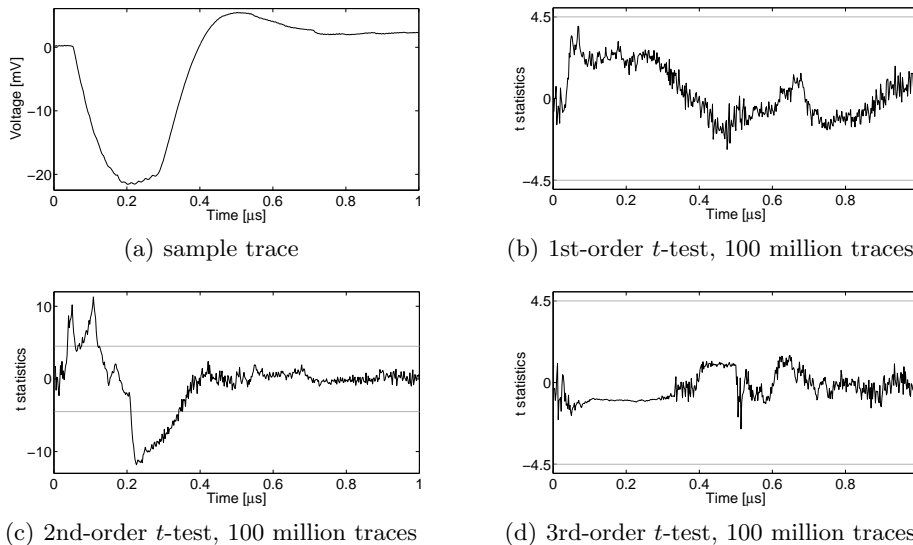 0
−10
−20
Voltage [mV]
0
0.2
0.4
0.6
0.8
1
Time [µs]
(a) sample trace
4.5
0
−4.5
t statistics
0
0.2
0.4
0.6
0.8
Time [µs]
(b) 1st-order t-test, 100 million traces
10
0
−10
t statistics
0
0.2
0.4
0.6
0.8
1
Time [µs]
(c) 2nd-order t-test, 100 million traces
4.5
0
−4.5
t statistics
0
0.2
0.4
0.6
0.8
Time [µs]
(d) 3rd-order t-test, 100 million traces